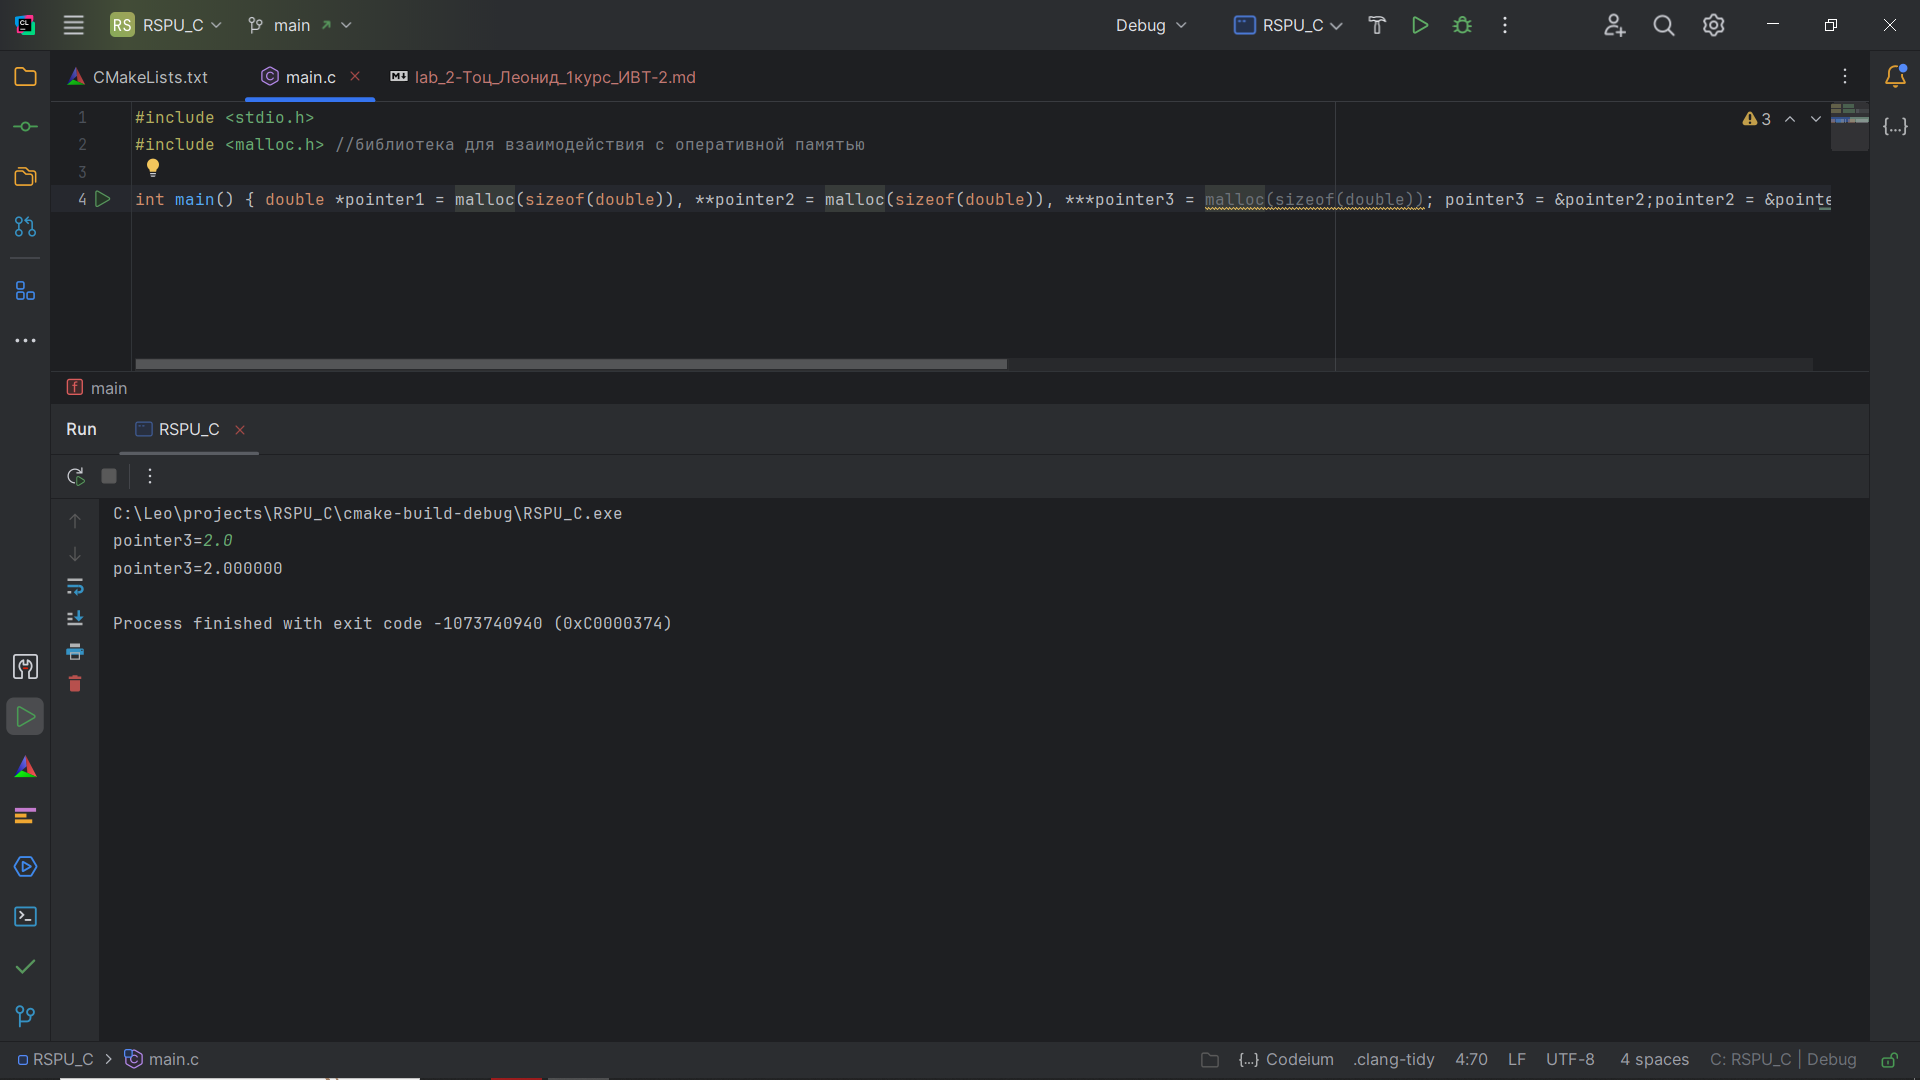 RS RSPU_C main Debug RSPU_C
CMakeLists.txt main.c lab_2-Тоц_Леонид_1курс_ИВТ-2.md
1 #include <stdio.h> 3
2 #include <malloc.h> //библиотека для взаимодействия с оперативной памятью
3
4 int main() { double *pointer1 = malloc(sizeof(double)), **pointer2 = malloc(sizeof(double)), ***pointer3 = malloc(sizeof(double)); pointer3 = &pointer2;pointer2 = &pointe
f main
Run RSPU_C
C:\Leo\projects\RSPU_C\cmake-build-debug\RSPU_C.exe
pointer3=2.0
pointer3=2.000000
Process finished with exit code -1073740940 (0xC0000374)
RSPU_C > main.c {...} Codeium .clang-tidy 4:70 LF UTF-8 4 spaces C: RSPU_C | Debug